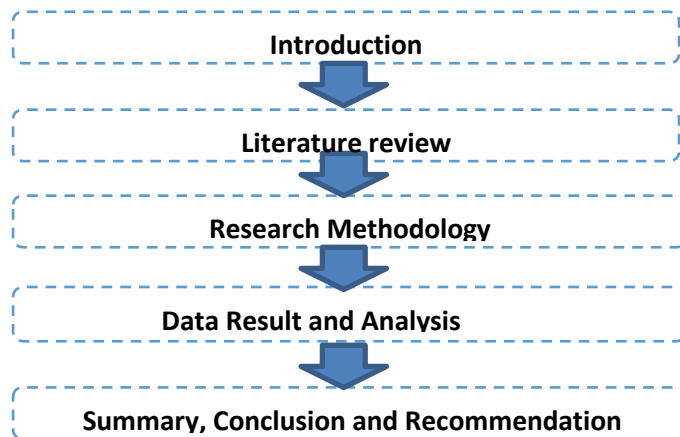 Introduction
Literature review
Research Methodology
Data Result and Analysis
Summary, Conclusion and Recommendation